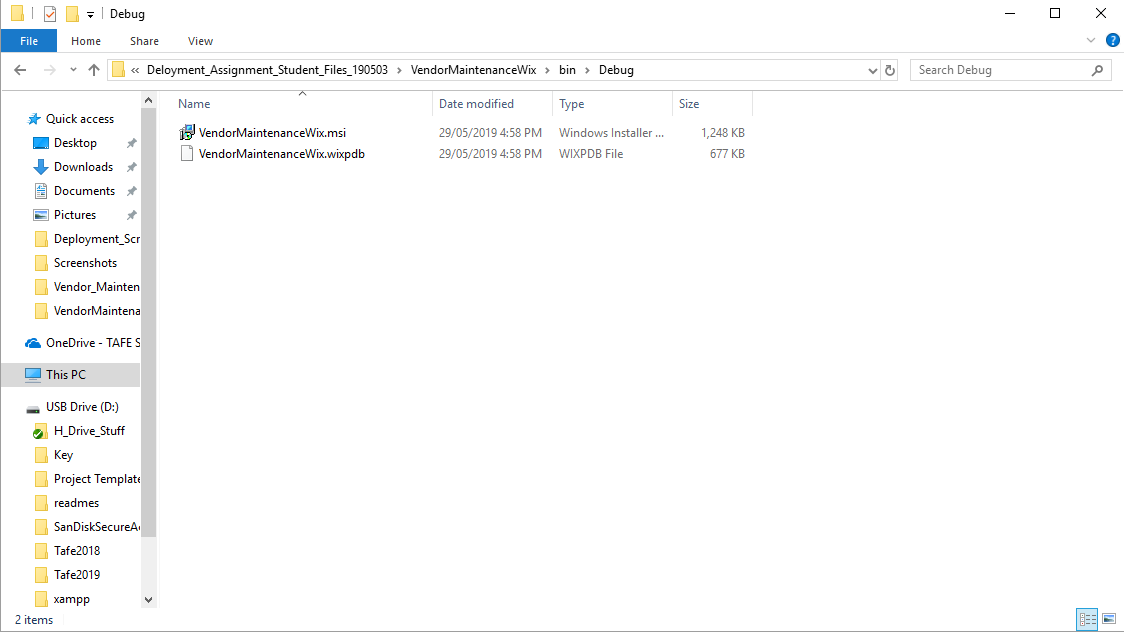 Debug
File Home Share View
« Deloyment_Assignment_Student_Files_190503 › VendorMaintenanceWix › bin › Debug
Search Debug
Name Date modified Type Size
VendorMaintenanceWix.msi 29/05/2019 4:58 PM Windows Installer ... 1,248 KB
VendorMaintenanceWix.wixpdb 29/05/2019 4:58 PM WIXPDB File 677 KB
Quick access
Desktop
Downloads
Documents
Pictures
Deployment_Scr
Screenshots
Vendor_Mainten
VendorMaintena
OneDrive - TAFE S
This PC
USB Drive (D:)
H_Drive_Stuff
Key
Project Template
readmes
SanDiskSecureAc
Tafe2018
Tafe2019
xampp
2 items